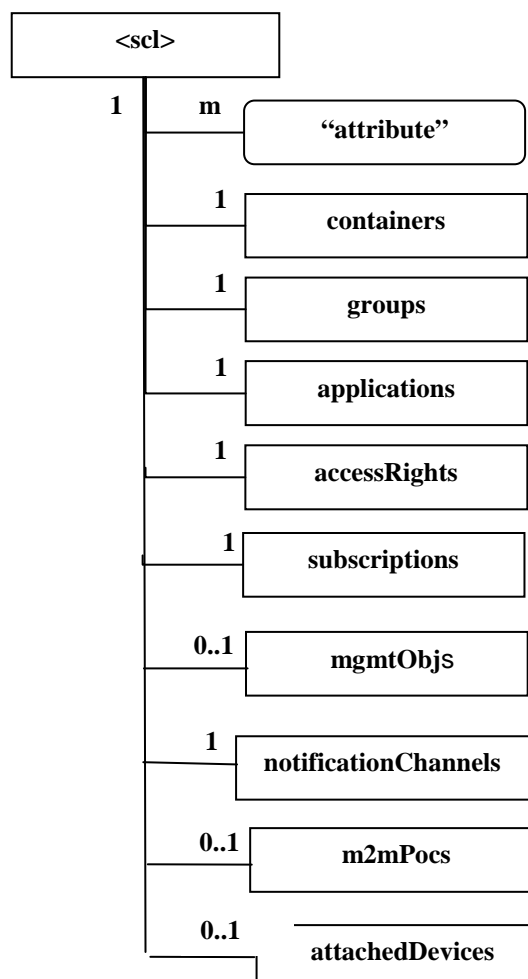 <scl>
1 m
“attribute”
1
containers
1
groups
1
applications
1
accessRights
1
subscriptions
0..1
mgmtObjs
1
notificationChannels
0..1
m2mPocs
0..1
attachedDevices